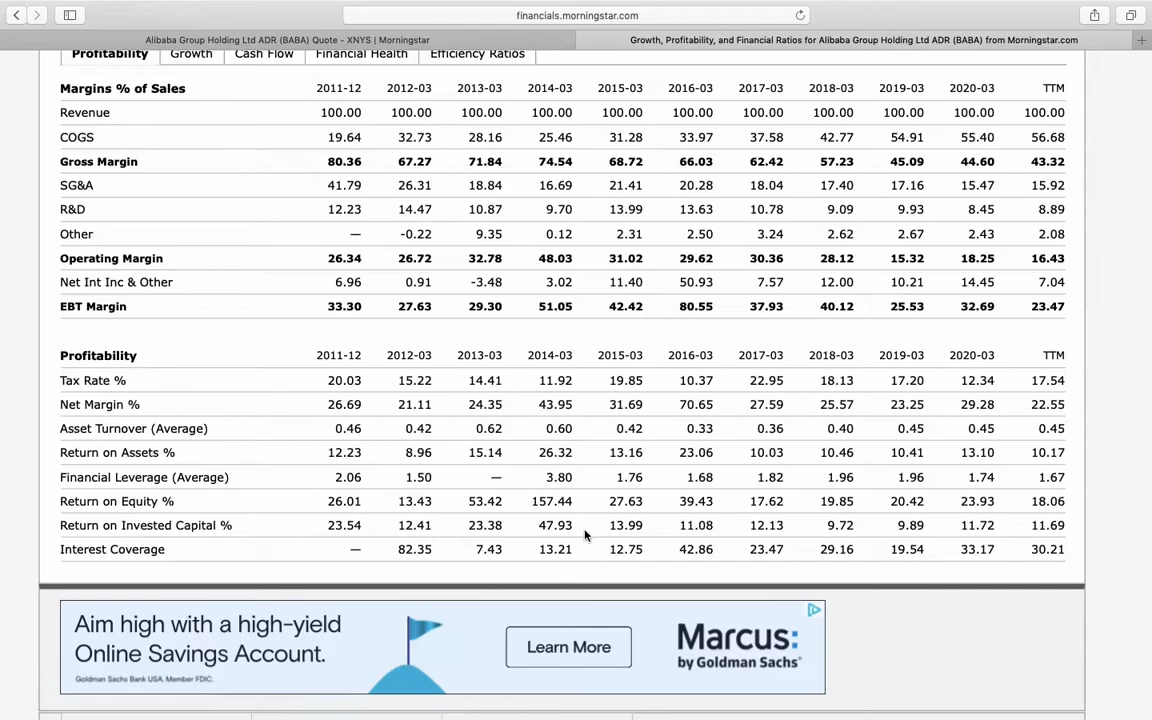 financials.morningstar.com
Alibaba Group Holding Ltd ADR (BABA) Quote - XNYS | Morningstar
Growth, Profitability, and Financial Ratios for Alibaba Group Holding Ltd ADR (BABA) from Morningstar.com
Profitability Growth Cash Flow Financial Health Efficiency Ratios
Margins % of Sales 2011-12 2012-03 2013-03 2014-03 2015-03 2016-03 2017-03 2018-03 2019-03 2020-03 TTM
Revenue 100.00 100.00 100.00 100.00 100.00 100.00 100.00 100.00 100.00 100.00 100.00
COGS 19.64 32.73 28.16 25.46 31.28 33.97 37.58 42.77 54.91 55.40 56.68
Gross Margin 80.36 67.27 71.84 74.54 68.72 66.03 62.42 57.23 45.09 44.60 43.32
SG&A 41.79 26.31 18.84 16.69 21.41 20.28 18.04 17.40 17.16 15.47 15.92
R&D 12.23 14.47 10.87 9.70 13.99 13.63 10.78 9.09 9.93 8.45 8.89
Other — -0.22 9.35 0.12 2.31 2.50 3.24 2.62 2.67 2.43 2.08
Operating Margin 26.34 26.72 32.78 48.03 31.02 29.62 30.36 28.12 15.32 18.25 16.43
Net Int Inc & Other 6.96 0.91 -3.48 3.02 11.40 50.93 7.57 12.00 10.21 14.45 7.04
EBT Margin 33.30 27.63 29.30 51.05 42.42 80.55 37.93 40.12 25.53 32.69 23.47
Profitability 2011-12 2012-03 2013-03 2014-03 2015-03 2016-03 2017-03 2018-03 2019-03 2020-03 TTM
Tax Rate % 20.03 15.22 14.41 11.92 19.85 10.37 22.95 18.13 17.20 12.34 17.54
Net Margin % 26.69 21.11 24.35 43.95 31.69 70.65 27.59 25.57 23.25 29.28 22.55
Asset Turnover (Average) 0.46 0.42 0.62 0.60 0.42 0.33 0.36 0.40 0.45 0.45 0.45
Return on Assets % 12.23 8.96 15.14 26.32 13.16 23.06 10.03 10.46 10.41 13.10 10.17
Financial Leverage (Average) 2.06 1.50 — 3.80 1.76 1.68 1.82 1.96 1.96 1.74 1.67
Return on Equity % 26.01 13.43 53.42 157.44 27.63 39.43 17.62 19.85 20.42 23.93 18.06
Return on Invested Capital % 23.54 12.41 23.38 47.93 13.99 11.08 12.13 9.72 9.89 11.72 11.69
Interest Coverage — 82.35 7.43 13.21 12.75 42.86 23.47 29.16 19.54 33.17 30.21
Aim high with a high-yield
Online Savings Account.
Goldman Sachs Bank USA. Member FDIC.
Learn More
Marcus:
by Goldman Sachs®